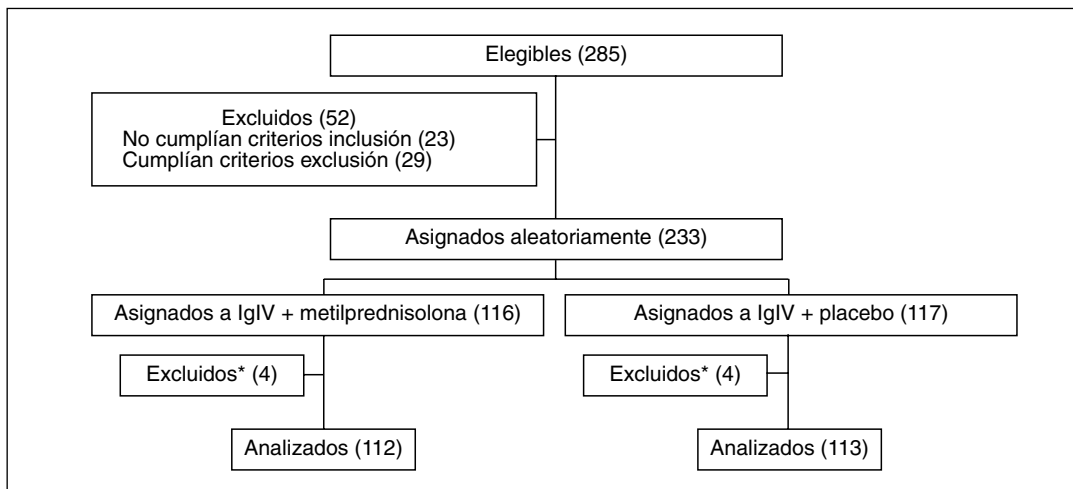 Elegibles (285)
Excluidos (52)
No cumplían criterios inclusión (23)
Cumplían criterios exclusión (29)
Asignados aleatoriamente (233)
Asignados a IgIV + metilprednisolona (116)
Asignados a IgIV + placebo (117)
Excluidos* (4)
Excluidos* (4)
Analizados (112)
Analizados (113)